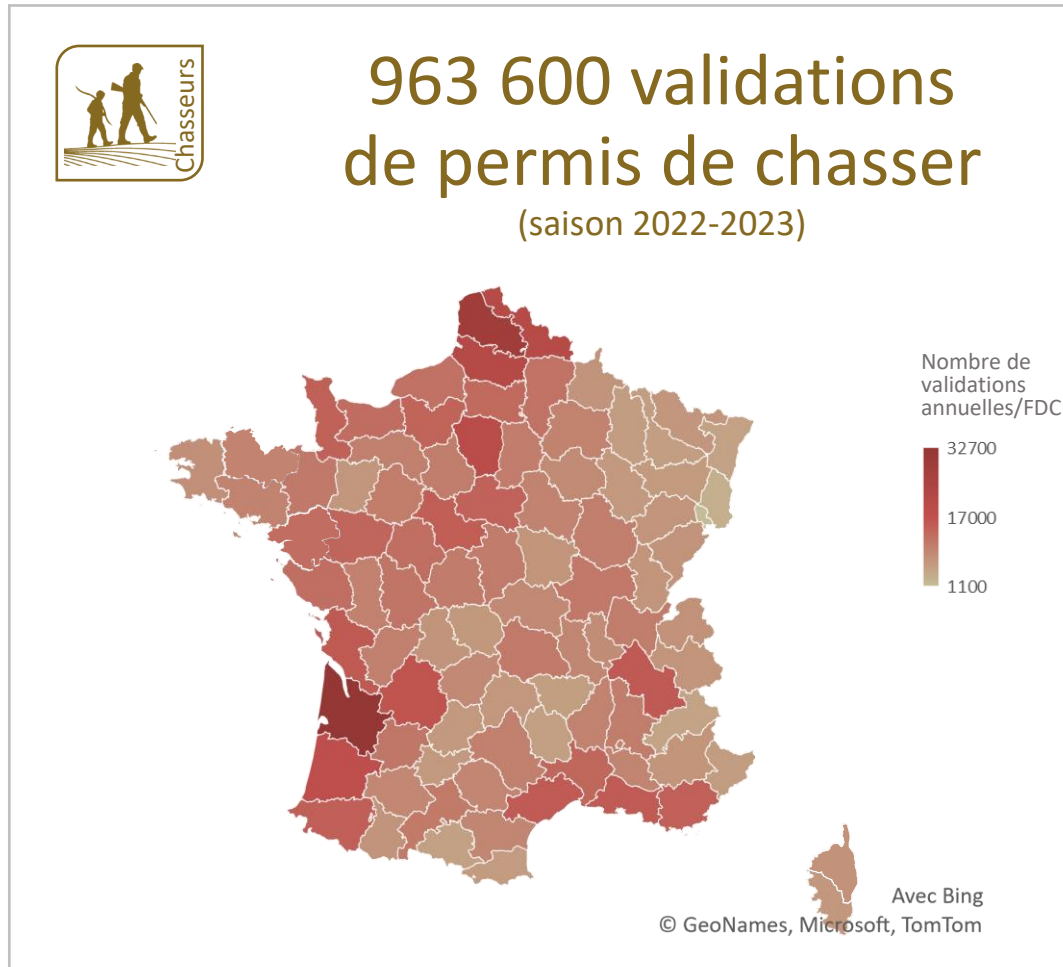 Chasseurs
963 600 validations
de permis de chasser
(saison 2022-2023)
Nombre de
validations
annuelles/FDC
32700
17000
1100
Avec Bing
© GeoNames, Microsoft, TomTom